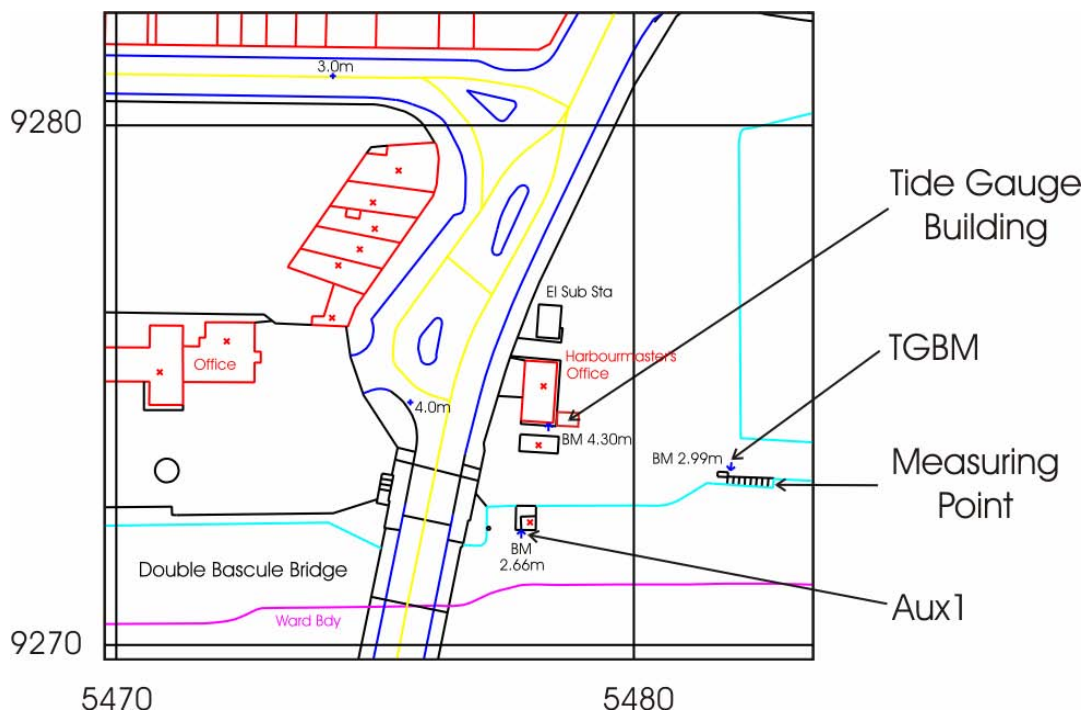 3.0m
9280
Tide Gauge
Building
El Sub Sta
Harbourmasters
Office
Office
TGBM
4.0m
BM 4.30m
BM 2.99m
Measuring
Point
BM
2.66m
Double Bascule Bridge
Aux1
Ward Bdy
9270
5470
5480